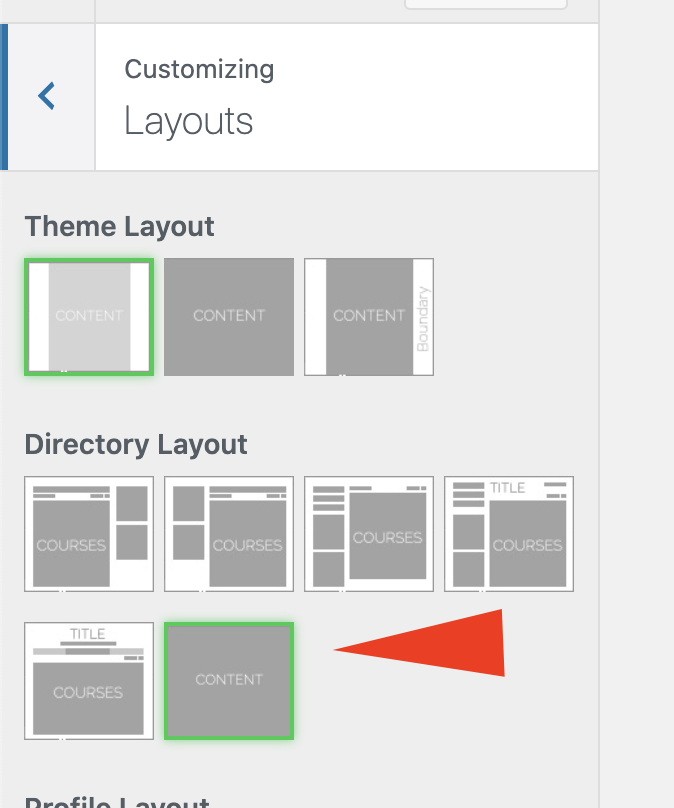 Customizing
Layouts
Theme Layout
CONTENT
CONTENT
CONTENT
Boundary
Directory Layout
COURSES
COURSES
COURSES
TITLE
COURSES
TITLE
COURSES
CONTENT
Profile Layout